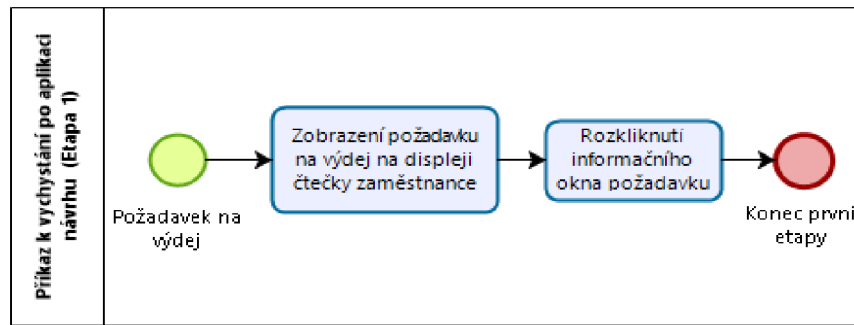 Příkaz k vychystání po aplikaci
návrhu (Etapa 1)
Požadavek na
výdej
Zobrazení požadavku
na výdej na displeji
čtečky zaměstnance
Rozkliknutí
informačního
okna požadavku
Konec první
etapy